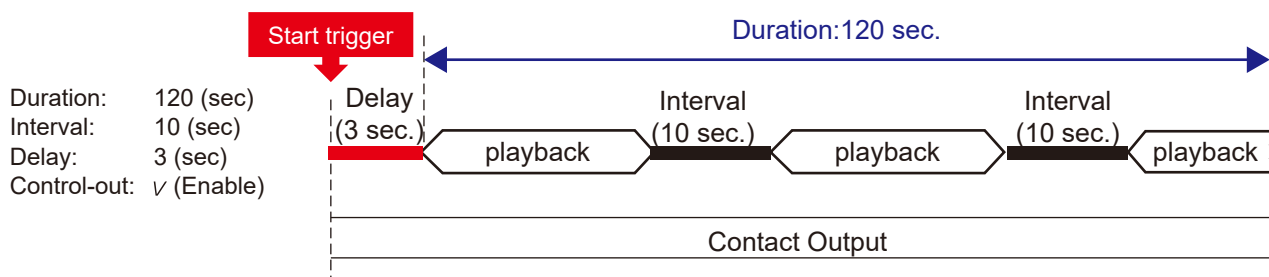 Start trigger
Duration:120 sec.
Duration: 120 (sec)
Interval: 10 (sec)
Delay: 3 (sec)
Control-out: ✓ (Enable)
Delay
(3 sec.)
Interval
(10 sec.)
Interval
(10 sec.)
playback
playback
playback
Contact Output